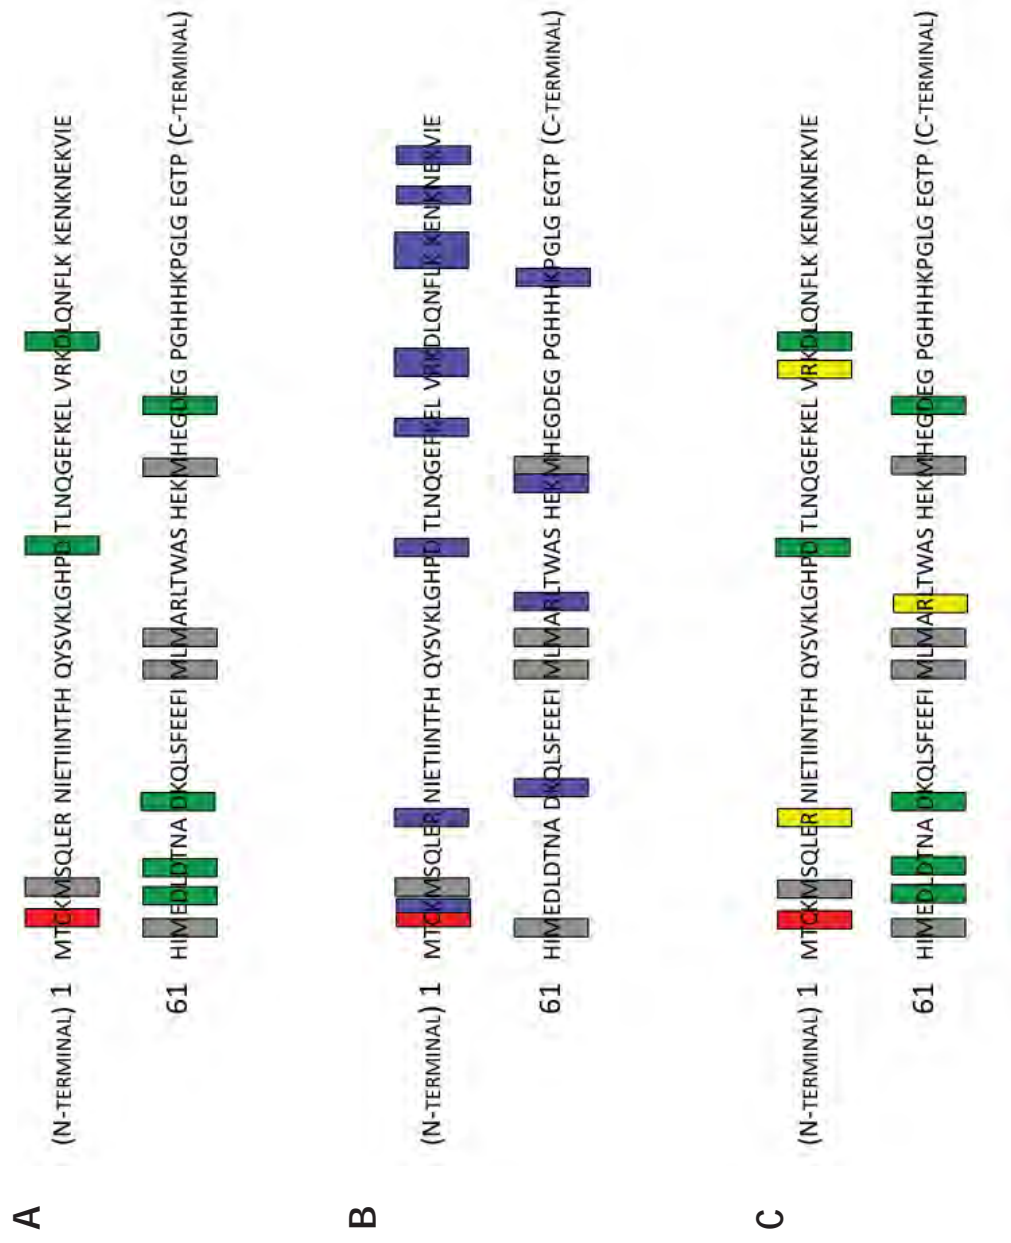 A
(N-TERMINAL) 1 MTCKMSQLER NIETIINTFH QYSVKLGHPD TLNQGEFKEL VRKDLQNFLK KENKNEKVIE
61 HIMEDLDTNA DKQLSFEEFI MLMARLTWAS HEKMHEGDEG PGHHHKPGLG EGTP (C-TERMINAL)
B
(N-TERMINAL) 1 MTCKMSQLER NIETIINTFH QYSVKLGHPD TLNQGEFKEL VRKDLQNFLK KENKNEKVIE
61 HIMEDLDTNA DKQLSFEEFI MLMARLTWAS HEKMHEGDEG PGHHHKPGLG EGTP (C-TERMINAL)
C
(N-TERMINAL) 1 MTCKMSQLER NIETIINTFH QYSVKLGHPD TLNQGEFKEL VRKDLQNFLK KENKNEKVIE
61 HIMEDLDTNA DKQLSFEEFI MLMARLTWAS HEKMHEGDEG PGHHHKPGLG EGTP (C-TERMINAL)